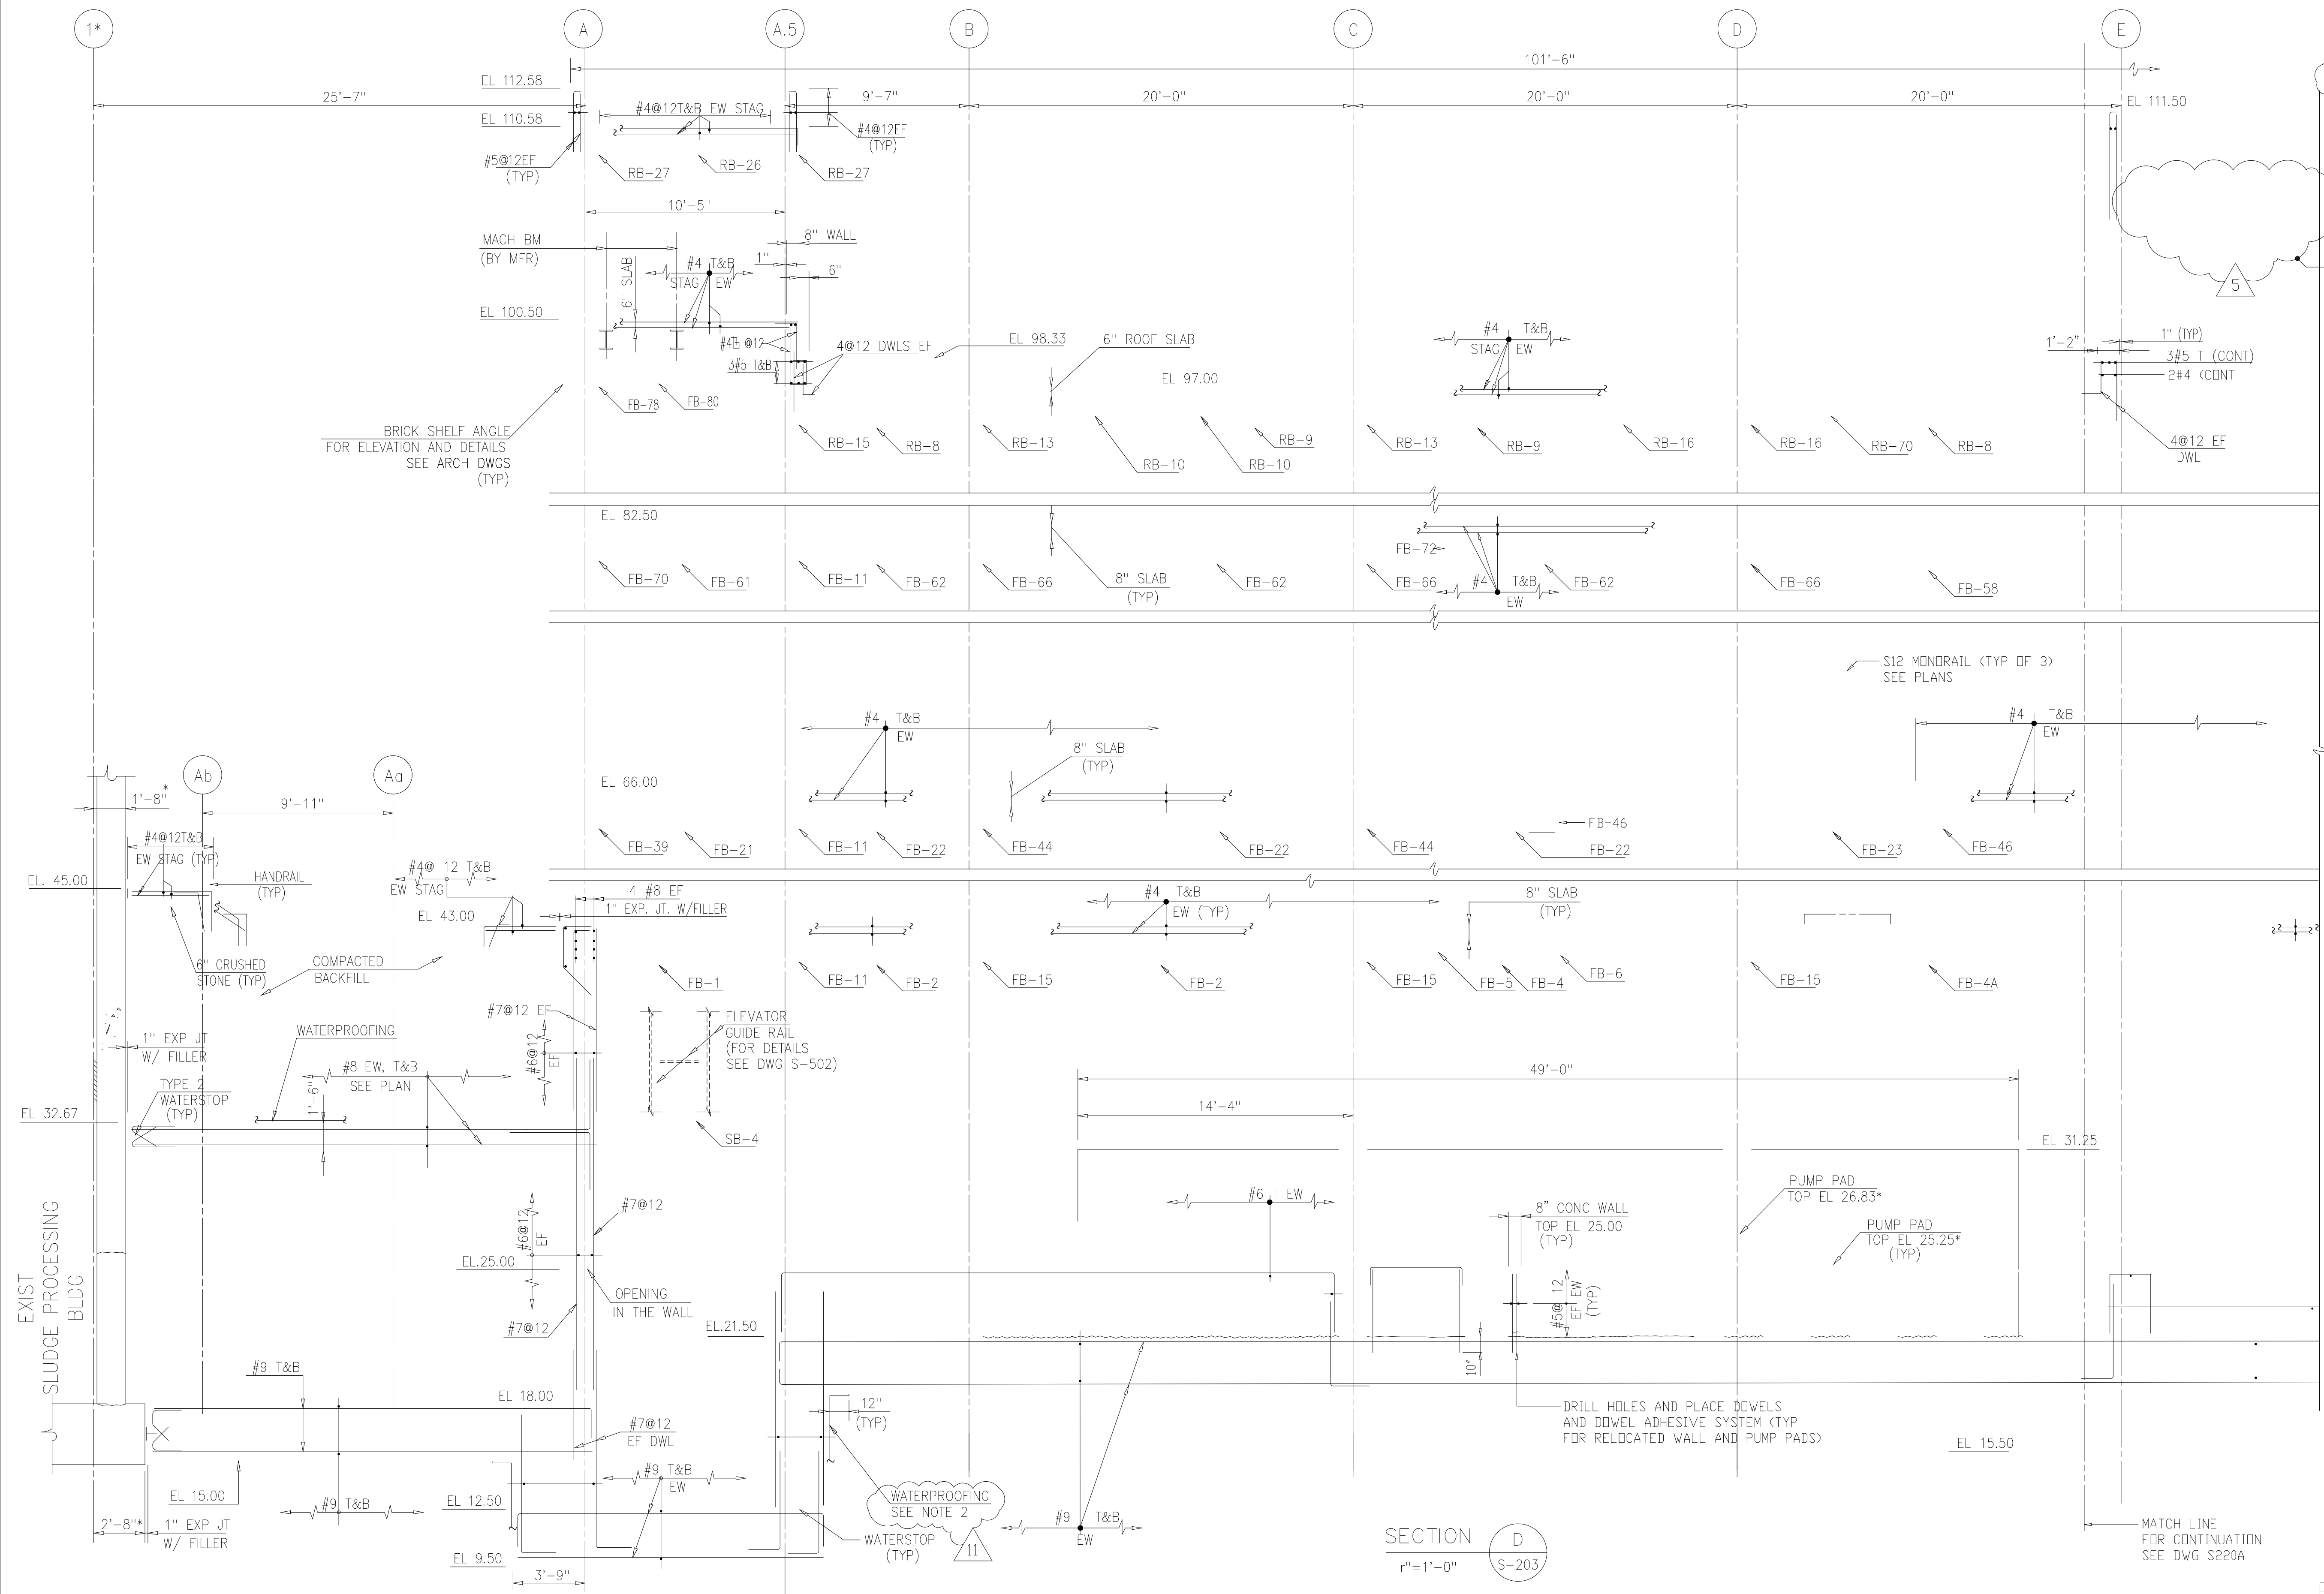 1*
A
A.5
B
C
D
E
101'-6"
EL 112.58
25'-7"
#4@12T&B EW STAG
9'-7"
20'-0"
20'-0"
20'-0"
EL 111.50
EL 110.58
#4@12EF
(TYP)
#5@12EF
(TYP)
RB-27
RB-26
RB-27
10'-5"
MACH BM
(BY MFR)
8" WALL
1"
6"
6" SLAB
#4 T&B
STAG EW
5
EL 100.50
#4 @12
3#5 T&B
4@12 DWLS EF
EL 98.33
6" ROOF SLAB
EL 97.00
#4 T&B
STAG EW
1'-2"
1" (TYP)
3#5 T (CONT)
2#4 (CONT
FB-78
FB-80
BRICK SHELF ANGLE
FOR ELEVATION AND DETAILS
SEE ARCH DWGS
(TYP)
RB-15
RB-8
RB-13
RB-10
RB-10
RB-9
RB-13
RB-9
RB-16
RB-16
RB-70
RB-8
4@12 EF
DWL
EL 82.50
FB-72
FB-70
FB-61
FB-11
FB-62
FB-66
8" SLAB
(TYP)
FB-62
FB-66
#4 T&B
EW
FB-62
FB-66
FB-58
S12 MONORAIL (TYP OF 3)
SEE PLANS
#4 T&B
EW
8" SLAB
(TYP)
#4 T&B
EW
Ab
Aa
EL 66.00
1'-8"*
9'-11"
#4@12T&B
EW STAG (TYP)
FB-39
FB-21
FB-11
FB-22
FB-44
FB-22
FB-44
FB-46
FB-22
FB-23
FB-46
EL. 45.00
HANDRAIL
(TYP)
#4@ 12 T&B
EW STAG
EL 43.00
4 #8 EF
1" EXP. JT. W/FILLER
#4 T&B
EW (TYP)
8" SLAB
(TYP)
6" CRUSHED
STONE (TYP)
COMPACTED
BACKFILL
FB-1
FB-11
FB-2
FB-15
FB-2
FB-15
FB-5
FB-4
FB-6
FB-15
FB-4A
#7@12 EF
#6@12
EF
ELEVATOR
GUIDE RAIL
(FOR DETAILS
SEE DWG S-502)
1" EXP JT
W/ FILLER
WATERPROOFING
#8 EW, T&B
SEE PLAN
TYPE 2
WATERSTOP
(TYP)
1'-6"
EL 32.67
SB-4
49'-0"
14'-4"
EL 31.25
EXIST
SLUDGE PROCESSING
BLDG
#6@12
EF
#7@12
#6 T EW
8" CONC WALL
TOP EL 25.00
(TYP)
PUMP PAD
TOP EL 26.83*
PUMP PAD
TOP EL 25.25*
(TYP)
EL.25.00
OPENING
IN THE WALL
#7@12
EL.21.50
#5@ 12
EF EW
(TYP)
10"
#9 T&B
EL 18.00
12"
(TYP)
#7@12
EF DWL
DRILL HOLES AND PLACE DOWELS
AND DOWEL ADHESIVE SYSTEM (TYP
FOR RELOCATED WALL AND PUMP PADS)
EL 15.50
EL 15.00
#9 T&B
EL 12.50
#9 T&B
EW
WATERPROOFING
SEE NOTE 2
11
WATERSTOP
(TYP)
#9 T&B
EW
2'-8"*
1" EXP JT
W/ FILLER
EL 9.50
3'-9"
SECTION
r"=1'-0"
D
S-203
MATCH LINE
FOR CONTINUATION
SEE DWG S220A